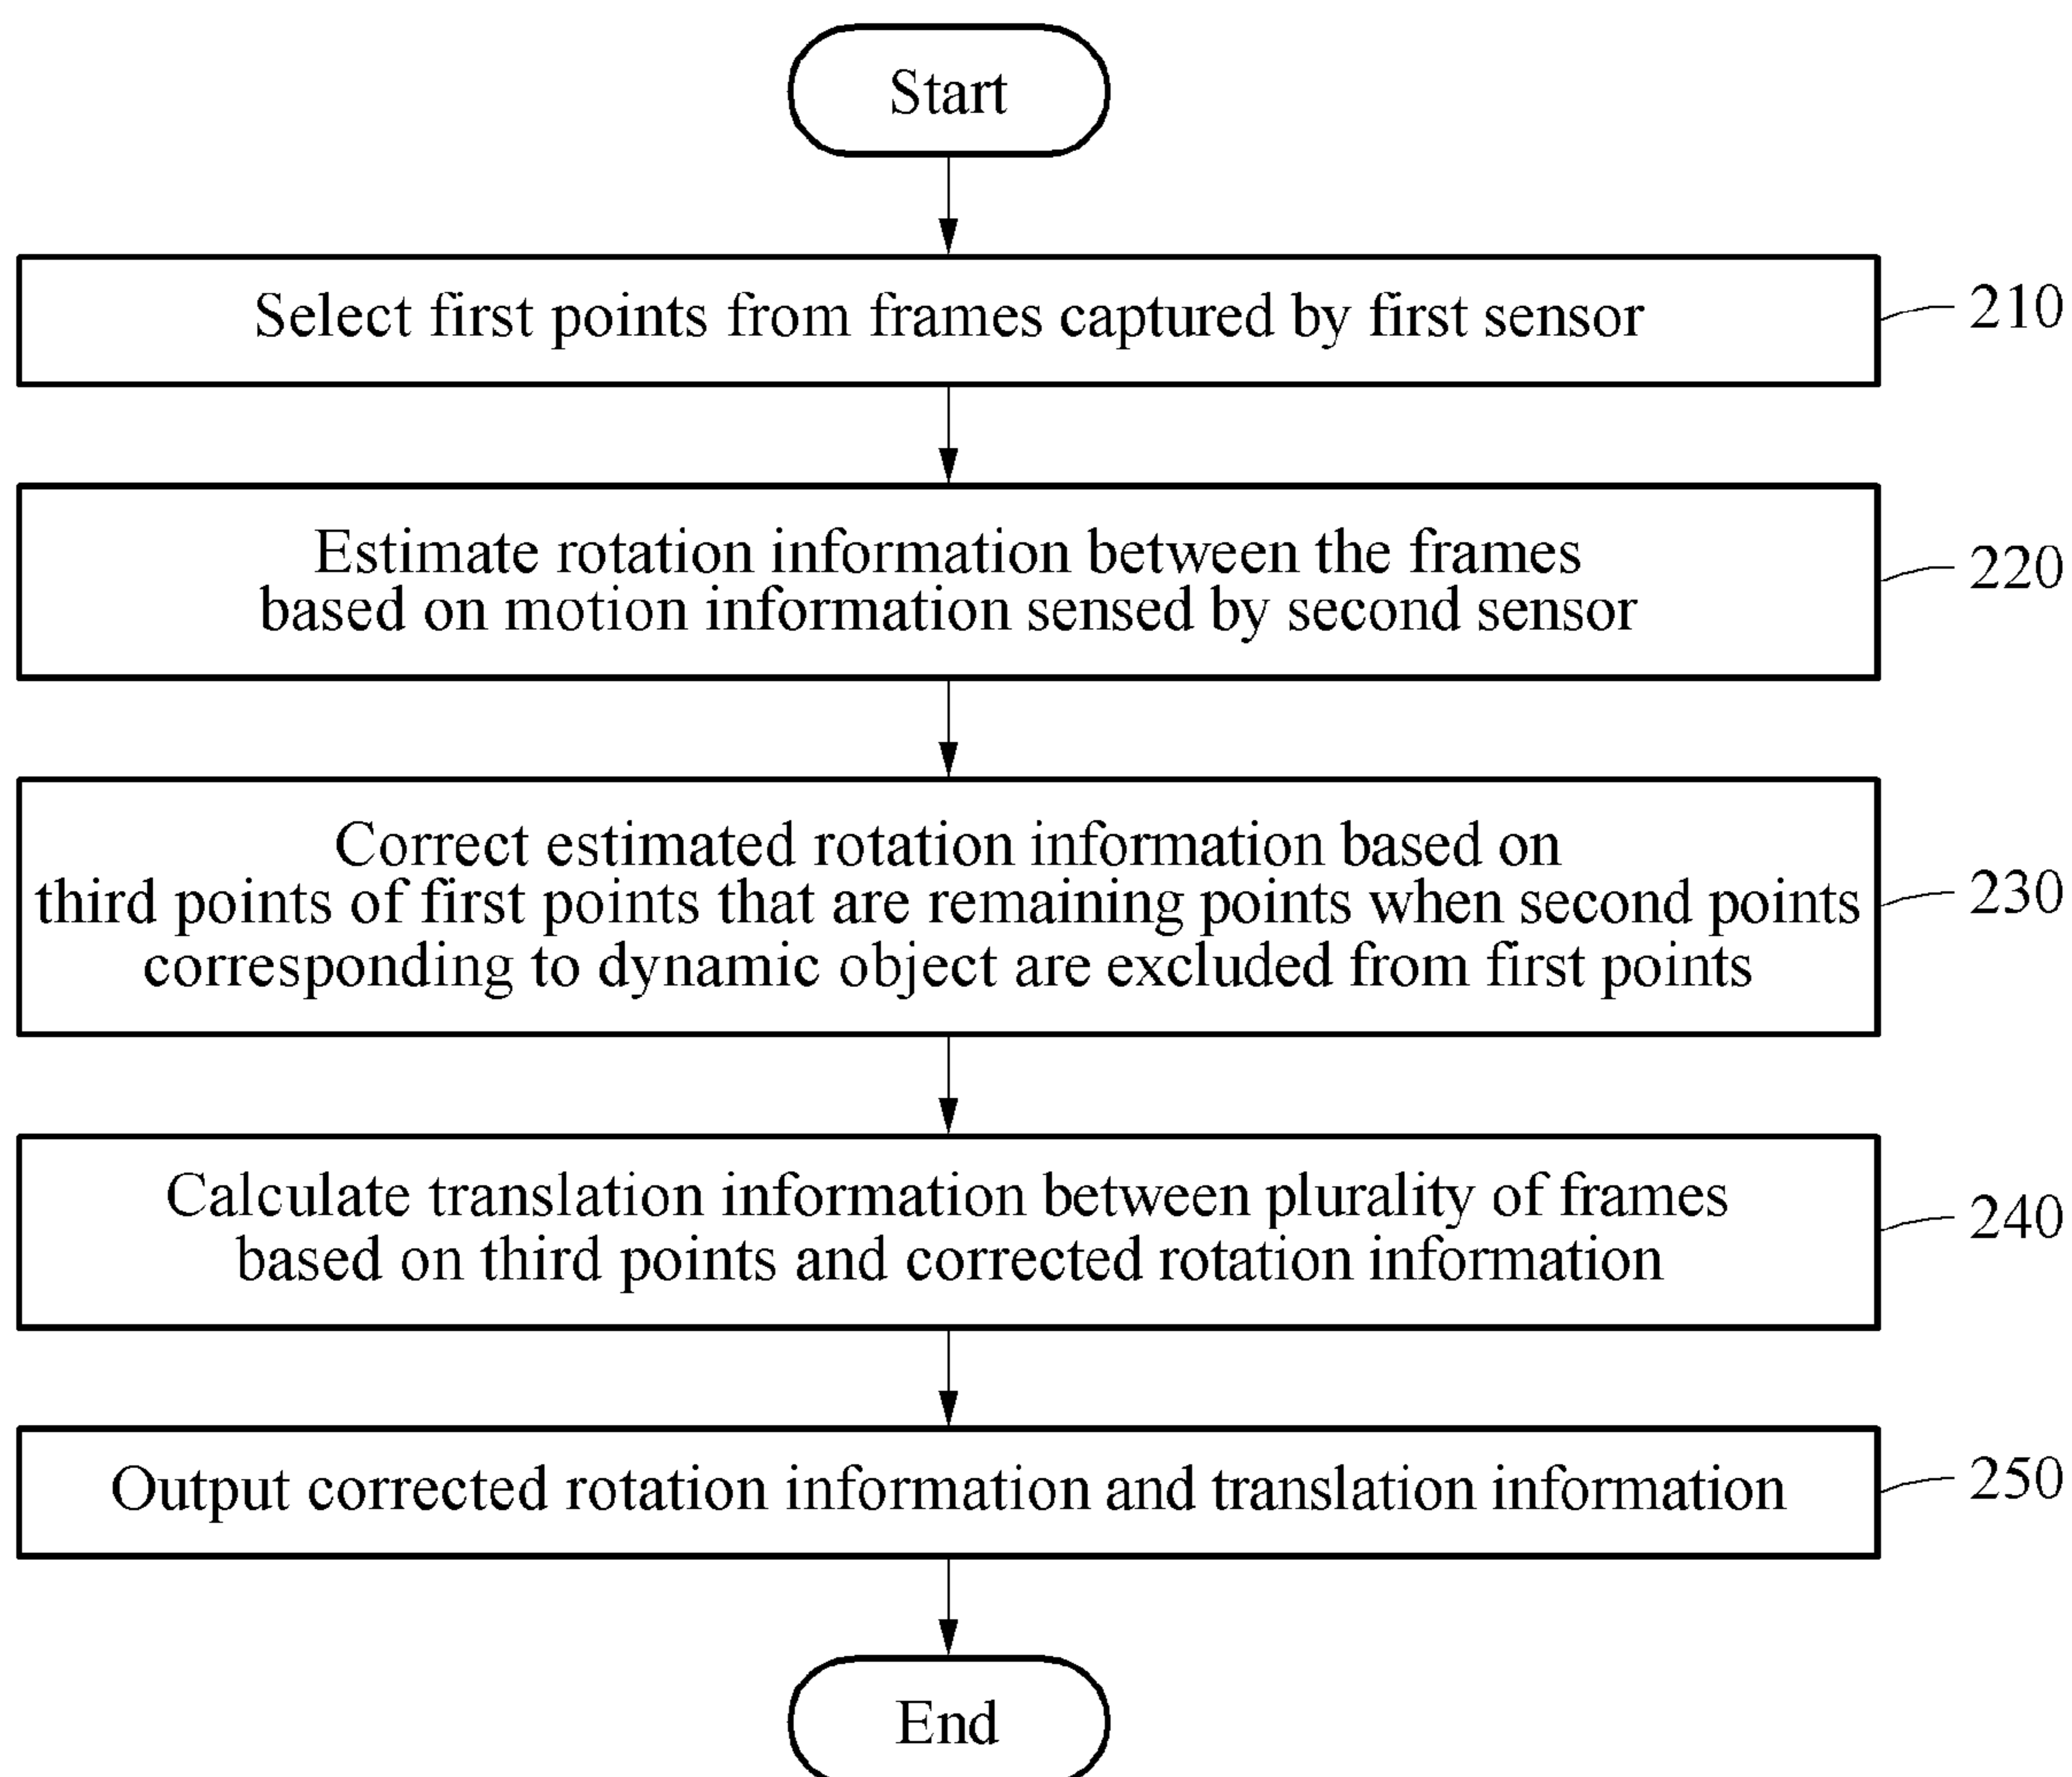 Start
Select first points from frames captured by first sensor
210
Estimate rotation information between the frames
based on motion information sensed by second sensor
220
Correct estimated rotation information based on
third points of first points that are remaining points when second points
corresponding to dynamic object are excluded from first points
230
Calculate translation information between plurality of frames
based on third points and corrected rotation information
240
Output corrected rotation information and translation information
250
End